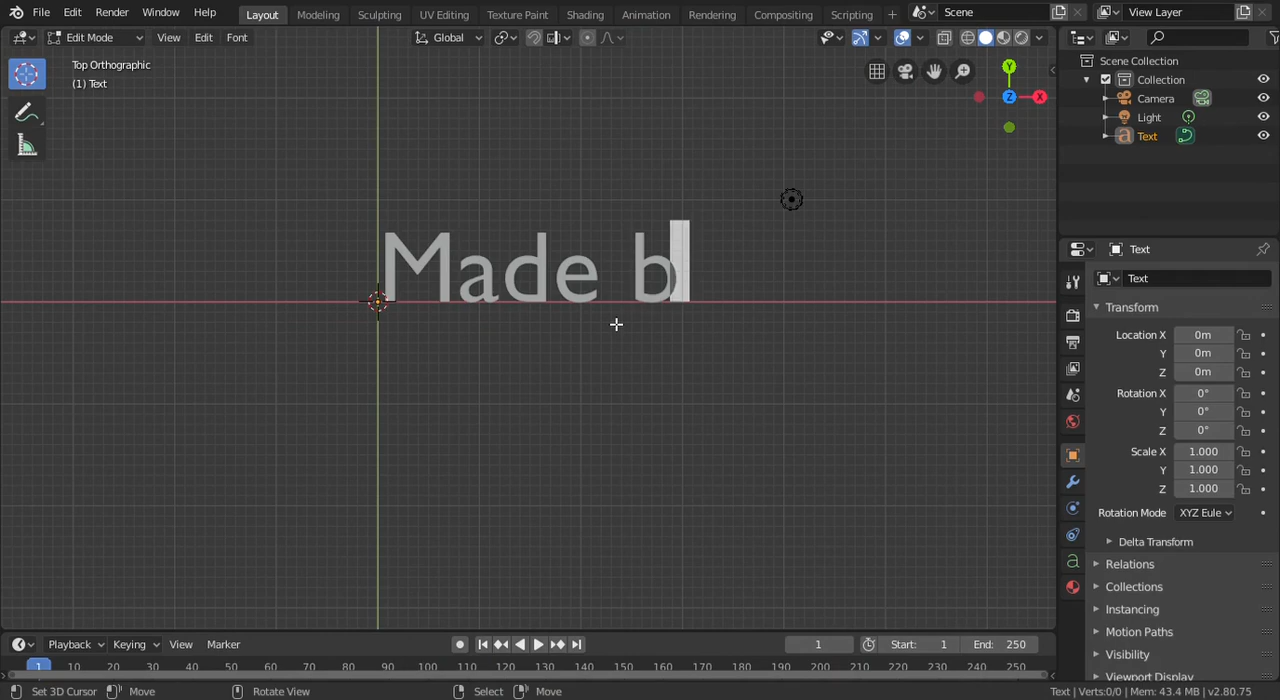 File Edit Render Window Help Layout Modeling Sculpting UV Editing Texture Paint Shading Animation Rendering Compositing Scripting + Scene View Layer
Edit Mode View Edit Font Global
Top Orthographic
(1) Text
Y
Z X
Made b
Scene Collection
Collection
Camera
Light
Text
Text
Text
Transform
Location X 0m
Y 0m
Z 0m
Rotation X 0°
Y 0°
Z 0°
Scale X 1.000
Y 1.000
Z 1.000
Rotation Mode XYZ Eule
Delta Transform
Relations
Collections
Instancing
Motion Paths
Visibility
Viewport Display
Playback Keying View Marker 1 Start: 1 End: 250
1 10 20 30 40 50 60 70 80 90 100 110 120 130 140 150 160 170 180 190 200 210 220 230 240 250
Set 3D Cursor Move Rotate View Select Move Text | Verts:0/0 | Mem: 43.4 MB | v2.80.75